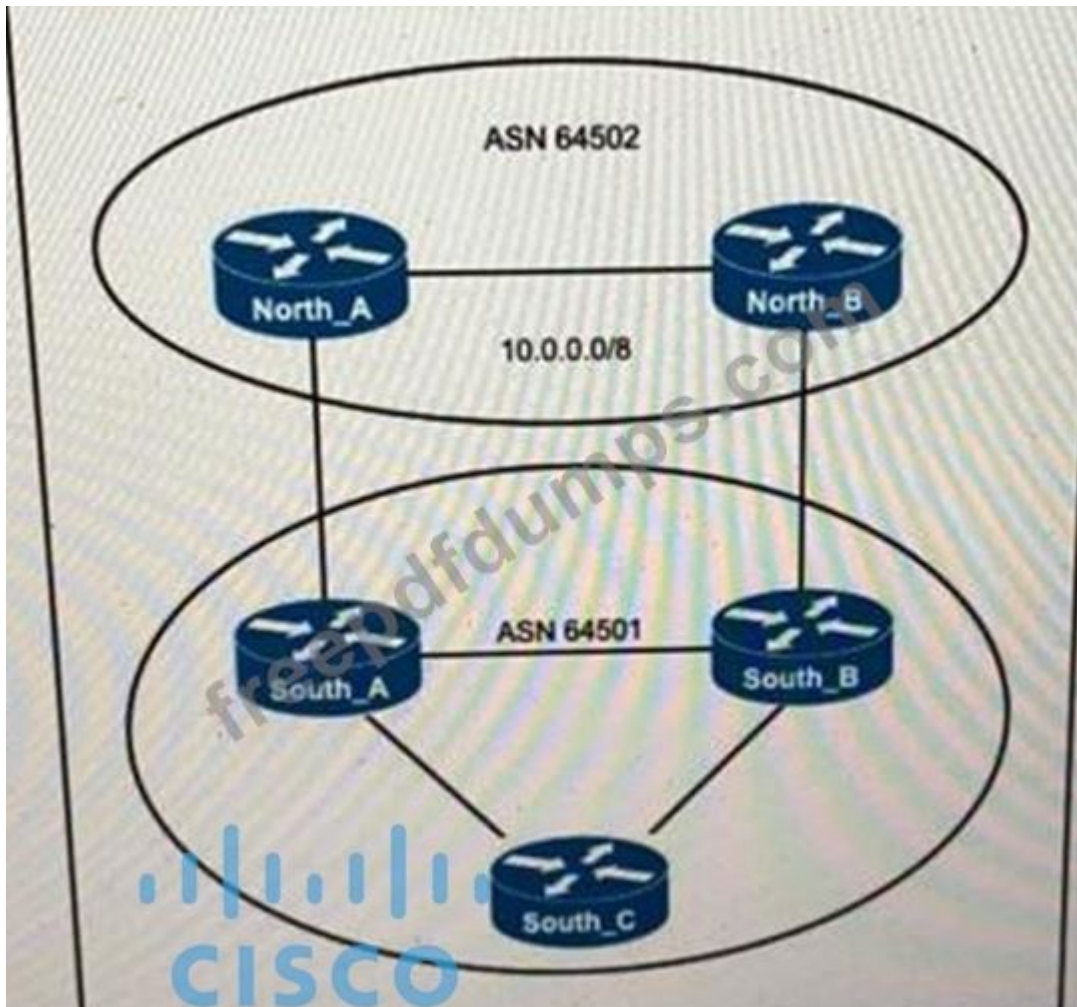 ASN 64502
North_A
North_B
10.0.0.0/8
freepdfdumps.com
ASN 64501
South_A
South_B
South_C
CISCO